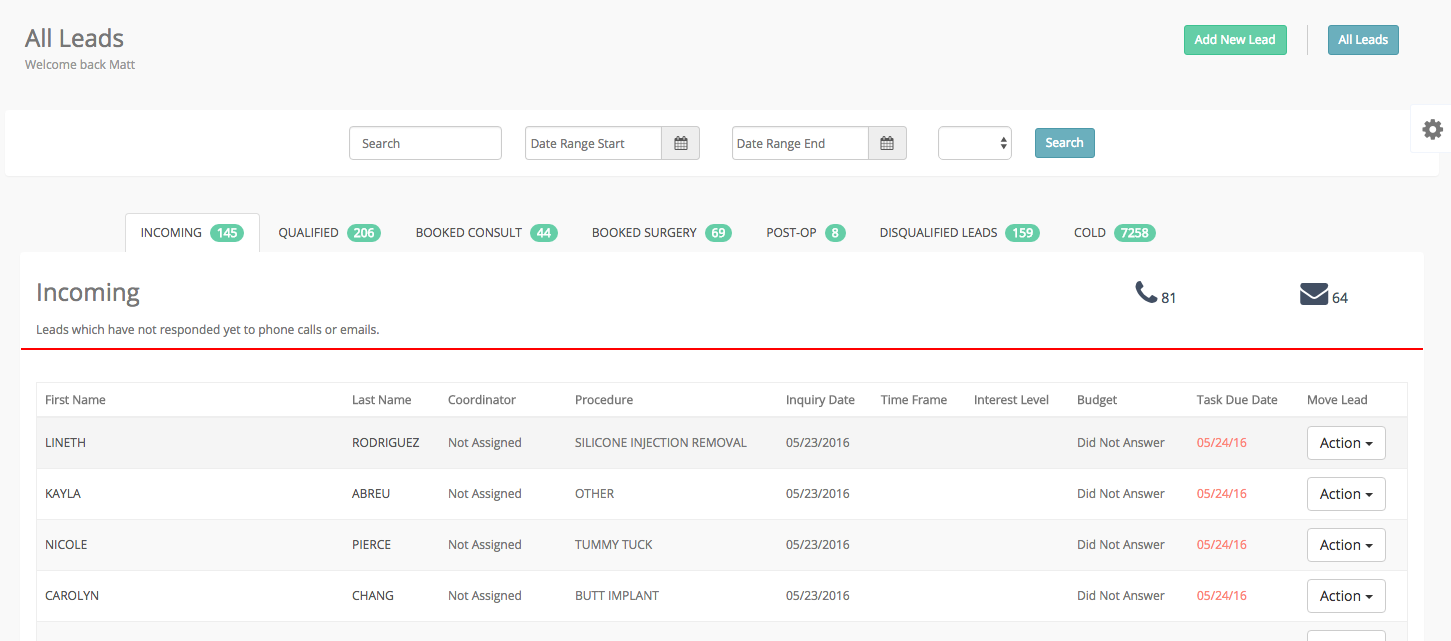 All Leads
Welcome back Matt
Add New Lead All Leads
Search Date Range Start Date Range End Search
INCOMING 145 QUALIFIED 206 BOOKED CONSULT 44 BOOKED SURGERY 69 POST-OP 8 DISQUALIFIED LEADS 159 COLD 7258
Incoming 81 64
Leads which have not responded yet to phone calls or emails.
First Name Last Name Coordinator Procedure Inquiry Date Time Frame Interest Level Budget Task Due Date Move Lead
LINETH RODRIGUEZ Not Assigned SILICONE INJECTION REMOVAL 05/23/2016 Did Not Answer 05/24/16 Action
KAYLA ABREU Not Assigned OTHER 05/23/2016 Did Not Answer 05/24/16 Action
NICOLE PIERCE Not Assigned TUMMY TUCK 05/23/2016 Did Not Answer 05/24/16 Action
CAROLYN CHANG Not Assigned BUTT IMPLANT 05/23/2016 Did Not Answer 05/24/16 Action